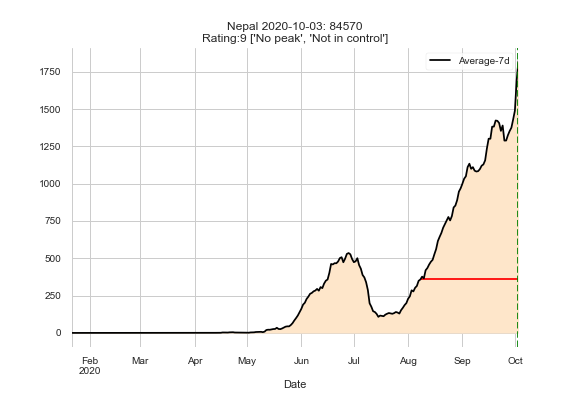 Nepal 2020-10-03: 84570
Rating:9 ['No peak', 'Not in control']
Average-7d
1750
1500
1250
1000
750
500
250
0
Feb Mar Apr May Jun Jul Aug Sep Oct
2020
Date